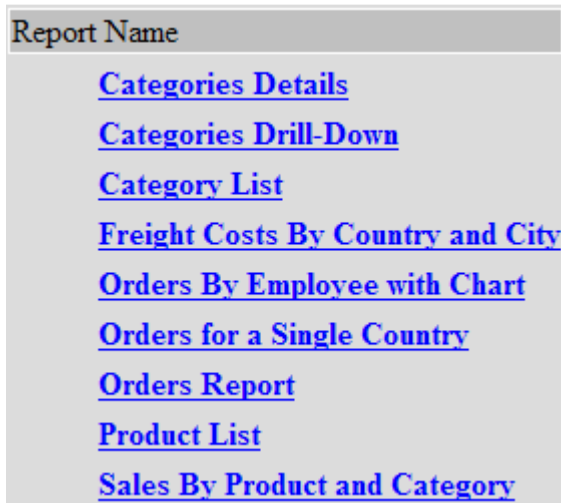 Report Name
Categories Details
Categories Drill-Down
Category List
Freight Costs By Country and City
Orders By Employee with Chart
Orders for a Single Country
Orders Report
Product List
Sales By Product and Category